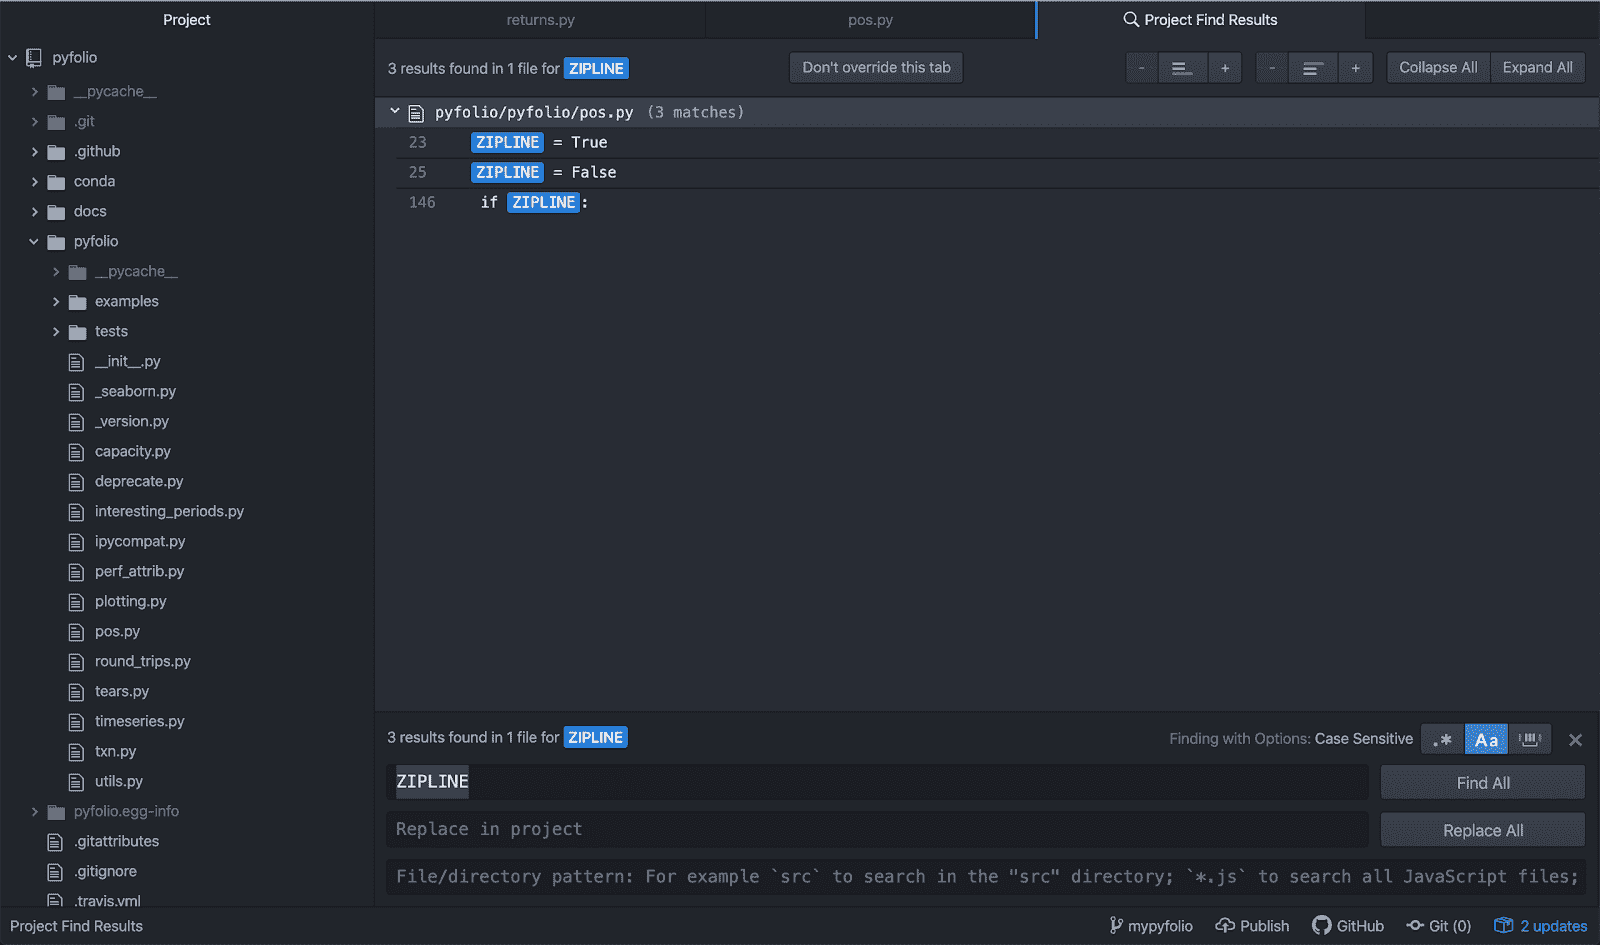 Project
pyfolio
__pycache__
.git
.github
conda
docs
pyfolio
__pycache__
examples
tests
__init__.py
_seaborn.py
_version.py
capacity.py
deprecate.py
interesting_periods.py
ipycompat.py
perf_attrib.py
plotting.py
pos.py
round_trips.py
tears.py
timeseries.py
txn.py
utils.py
pyfolio.egg-info
.gitattributes
.gitignore
.travis.yml
returns.py
pos.py
Project Find Results
3 results found in 1 file for ZIPLINE
Don't override this tab
- +
- +
Collapse All
Expand All
pyfolio/pyfolio/pos.py (3 matches)
23 ZIPLINE = True
25 ZIPLINE = False
146 if ZIPLINE:
3 results found in 1 file for ZIPLINE
Finding with Options: Case Sensitive
.* Aa
ZIPLINE
Find All
Replace in project
Replace All
File/directory pattern: For example `src` to search in the "src" directory; `*.js` to search all JavaScript files;
Project Find Results
mypyfolio
Publish
GitHub
Git (0)
2 updates